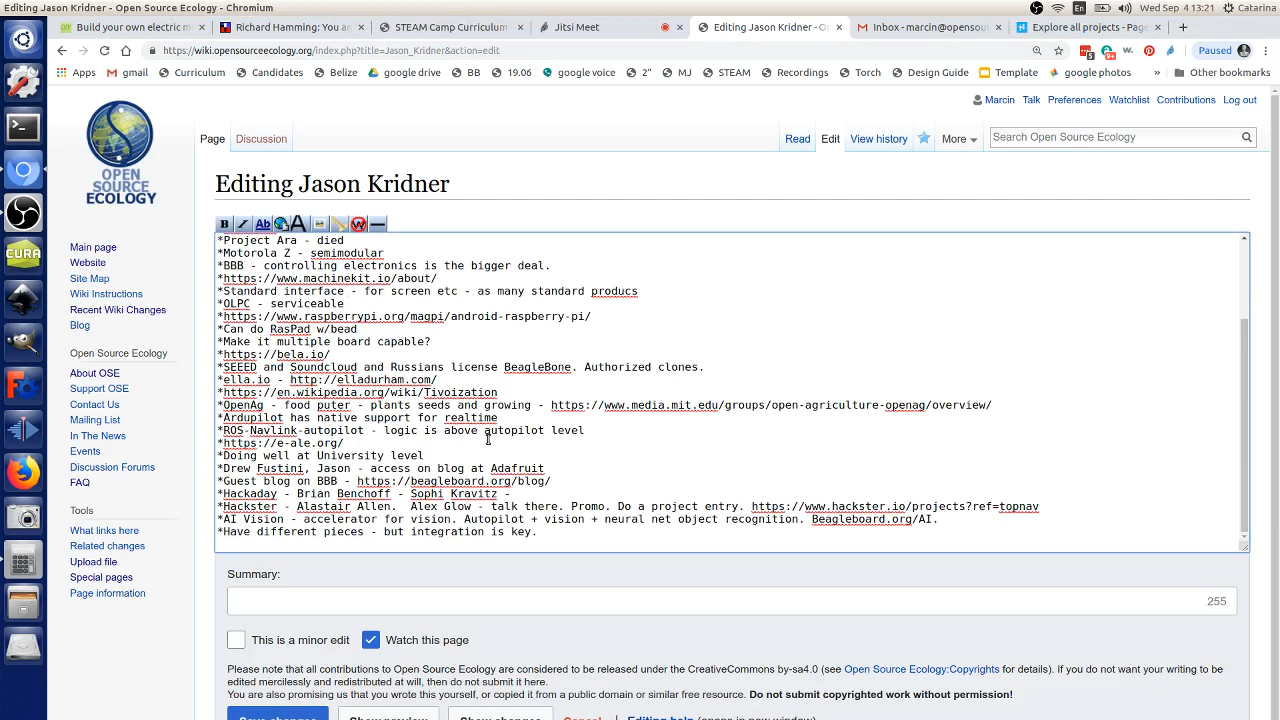 Editing Jason Kridner - Open Source Ecology - Chromium
En
Wed Sep 4 13:21
Catarina
Build your own electric m
Richard Hamming: You and
STEAM Camp Curriculum -
Jitsi Meet
Editing Jason Kridner - Op
Inbox - marcin@opensou
Explore all projects - Page
https://wiki.opensourceecology.org/index.php?title=Jason_Kridner&action=edit
Paused
Apps
gmail
Curriculum
Candidates
Belize
google drive
BB
19.06
google voice
2"
MJ
STEAM
Recordings
Torch
Design Guide
Template
google photos
»
Other bookmarks
Marcin
Talk
Preferences
Watchlist
Contributions
Log out
OPEN
SOURCE
ECOLOGY
Page
Discussion
Read
Edit
View history
More
Search Open Source Ecology
Editing Jason Kridner
Main page
Website
Site Map
Wiki Instructions
Recent Wiki Changes
Blog
Open Source Ecology
About OSE
Support OSE
Contact Us
Mailing List
In The News
Events
Discussion Forums
FAQ
Tools
What links here
Related changes
Upload file
Special pages
Page information
CURA
B
I
Ab
A
W
*Project Ara - died
*Motorola Z - semimodular
*BBB - controlling electronics is the bigger deal.
*https://www.machinekit.io/about/
*Standard interface - for screen etc - as many standard producs
*OLPC - serviceable
*https://www.raspberrypi.org/magpi/android-raspberry-pi/
*Can do RasPad w/bead
*Make it multiple board capable?
*https://bela.io/
*SEEED and Soundcloud and Russians license BeagleBone. Authorized clones.
*ella.io - http://elladurham.com/
*https://en.wikipedia.org/wiki/Tivoization
*OpenAg - food puter - plants seeds and growing - https://www.media.mit.edu/groups/open-agriculture-openag/overview/
*Ardupilot has native support for realtime
*ROS-Navlink-autopilot - logic is above autopilot level
*https://e-ale.org/
*Doing well at University level
*Drew Fustini, Jason - access on blog at Adafruit
*Guest blog on BBB - https://beagleboard.org/blog/
*Hackaday - Brian Benchoff - Sophi Kravitz -
*Hackster - Alastair Allen. Alex Glow - talk there. Promo. Do a project entry. https://www.hackster.io/projects?ref=topnav
*AI Vision - accelerator for vision. Autopilot + vision + neural net object recognition. Beagleboard.org/AI.
*Have different pieces - but integration is key.
Summary:
255
This is a minor edit
Watch this page
Please note that all contributions to Open Source Ecology are considered to be released under the CreativeCommons by-sa4.0 (see Open Source Ecology:Copyrights for details). If you do not want your writing to be
edited mercilessly and redistributed at will, then do not submit it here.
You are also promising us that you wrote this yourself, or copied it from a public domain or similar free resource. Do not submit copyrighted work without permission!
Save changes
Show preview
Show changes
Cancel
Editing help (opens in new window)